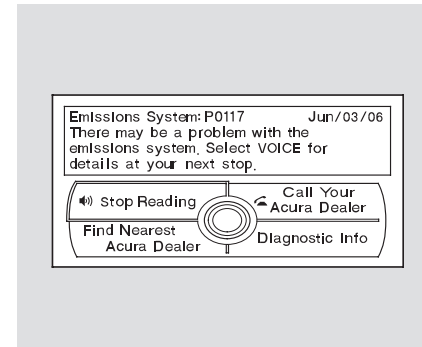 Emissions System: P0117 Jun/03/06
There may be a problem with the
emissions system. Select VOICE for
details at your next stop.
Stop Reading
Call Your
Acura Dealer
Find Nearest
Acura Dealer
Diagnostic Info